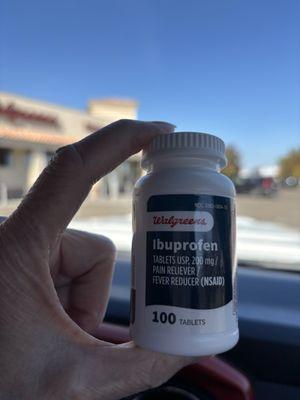 Walgreens
Ibuprofen
TABLETS USP, 200 mg /
PAIN RELIEVER /
FEVER REDUCER (NSAID)
100 TABLETS